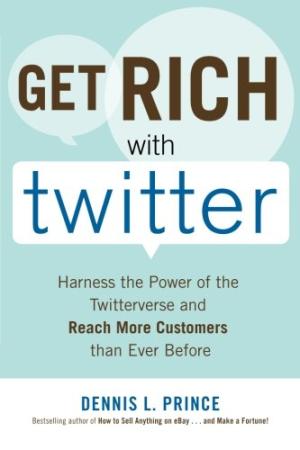 GET RICH
with
twitter
Harness the Power of the
Twitterverse and
Reach More Customers
than Ever Before
DENNIS L. PRINCE
Bestselling author of How to Sell Anything on eBay . . . and Make a Fortune!